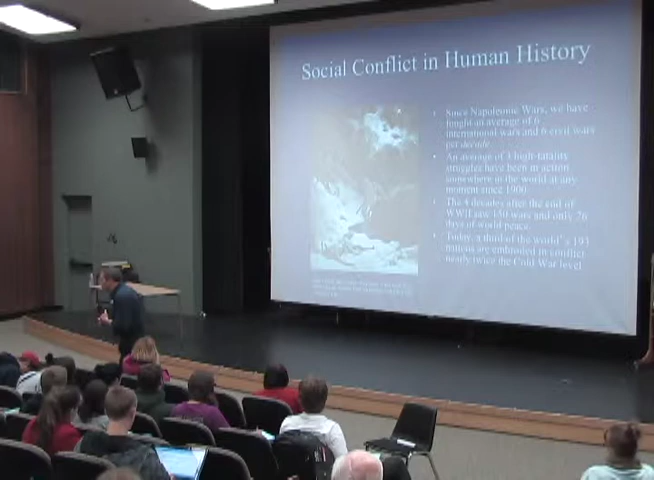 Social Conflict in Human History
• Since Napoleonic Wars, we have
fought an average of 6
international wars and 6 civil wars
per decade.
• An average of 3 high-fatality
struggles have been in action
somewhere in the world at any
moment since 1900.
• The 4 decades after the end of
WWII saw 150 wars and only 26
days of world peace.
• Today, a third of the world's 193
nations are embroiled in conflict
nearly twice the Cold War level